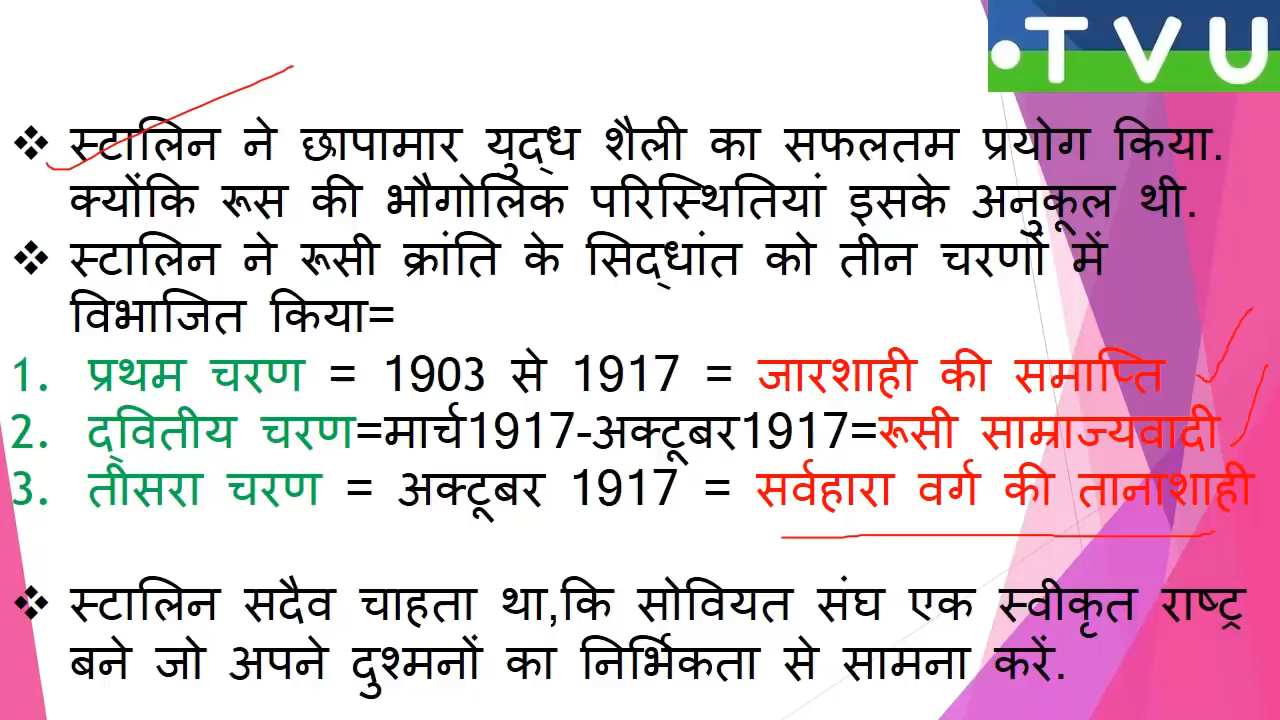 •TVU
❖ स्टालिन ने छापामार युद्ध शैली का सफलतम प्रयोग किया.
क्योंकि रूस की भौगोलिक परिस्थितियां इसके अनुकूल थी.
❖ स्टालिन ने रूसी क्रांति के सिद्धांत को तीन चरणों में
विभाजित किया=
1. प्रथम चरण = 1903 से 1917 = जारशाही की समाप्ति
2. द्वितीय चरण=मार्च1917-अक्टूबर1917=रूसी साम्राज्यवादी
3. तीसरा चरण = अक्टूबर 1917 = सर्वहारा वर्ग की तानाशाही
❖ स्टालिन सदैव चाहता था,कि सोवियत संघ एक स्वीकृत राष्ट्र
बने जो अपने दुश्मनों का निर्भिकता से सामना करें.